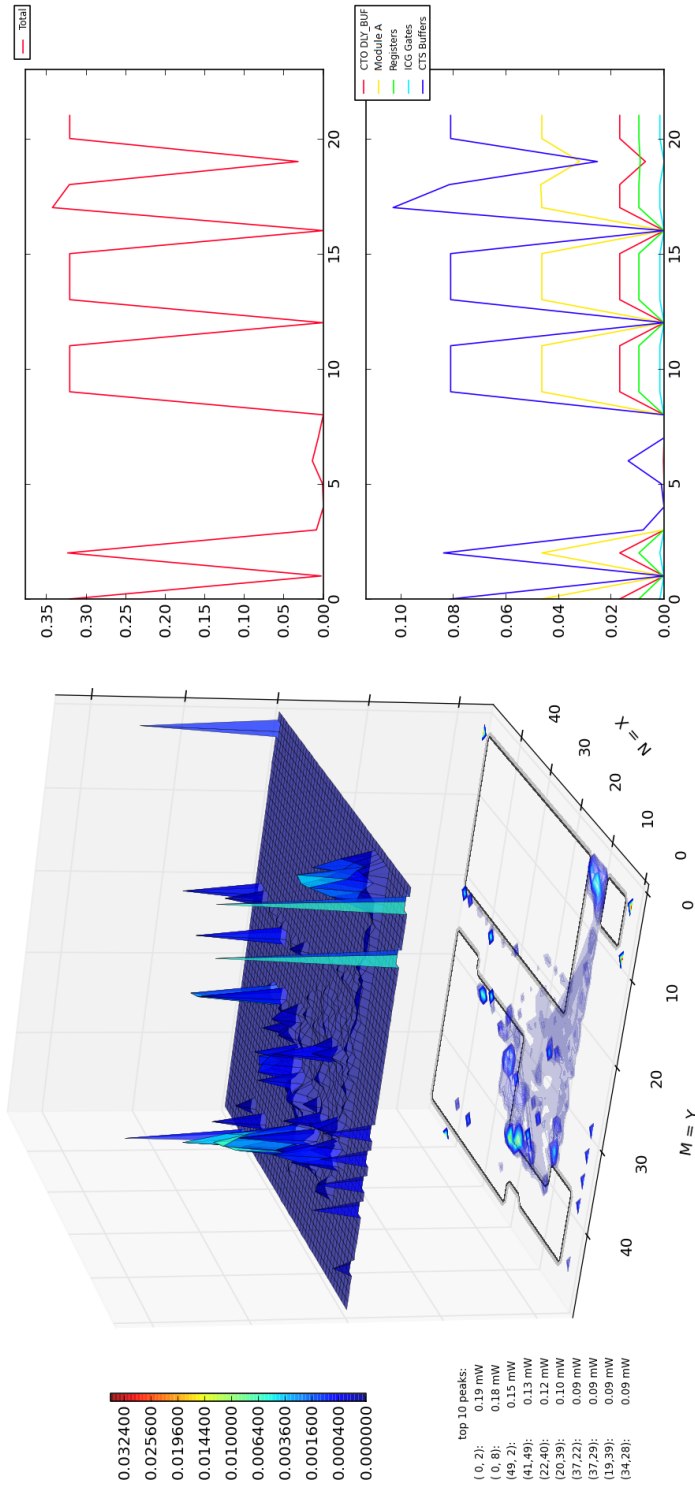 0.032400
0.025600
0.019600
0.014400
0.010000
0.006400
0.003600
0.001600
0.000400
0.000000
top 10 peaks:
( 0, 2): 0.19 mW
( 0, 8): 0.18 mW
(49, 2): 0.15 mW
(41,49): 0.13 mW
(22,40): 0.12 mW
(20,39): 0.10 mW
(37,22): 0.09 mW
(37,29): 0.09 mW
(19,39): 0.09 mW
(34,28): 0.09 mW
40
30
20
10
0
M = Y
0
10
20
30
40
N = X
Total
0.35
0.30
0.25
0.20
0.15
0.10
0.05
0.00
0 5 10 15 20
CTO DLY_BUF
Module A
Registers
ICG Gates
CTS Buffers
0.10
0.08
0.06
0.04
0.02
0.00
0 5 10 15 20